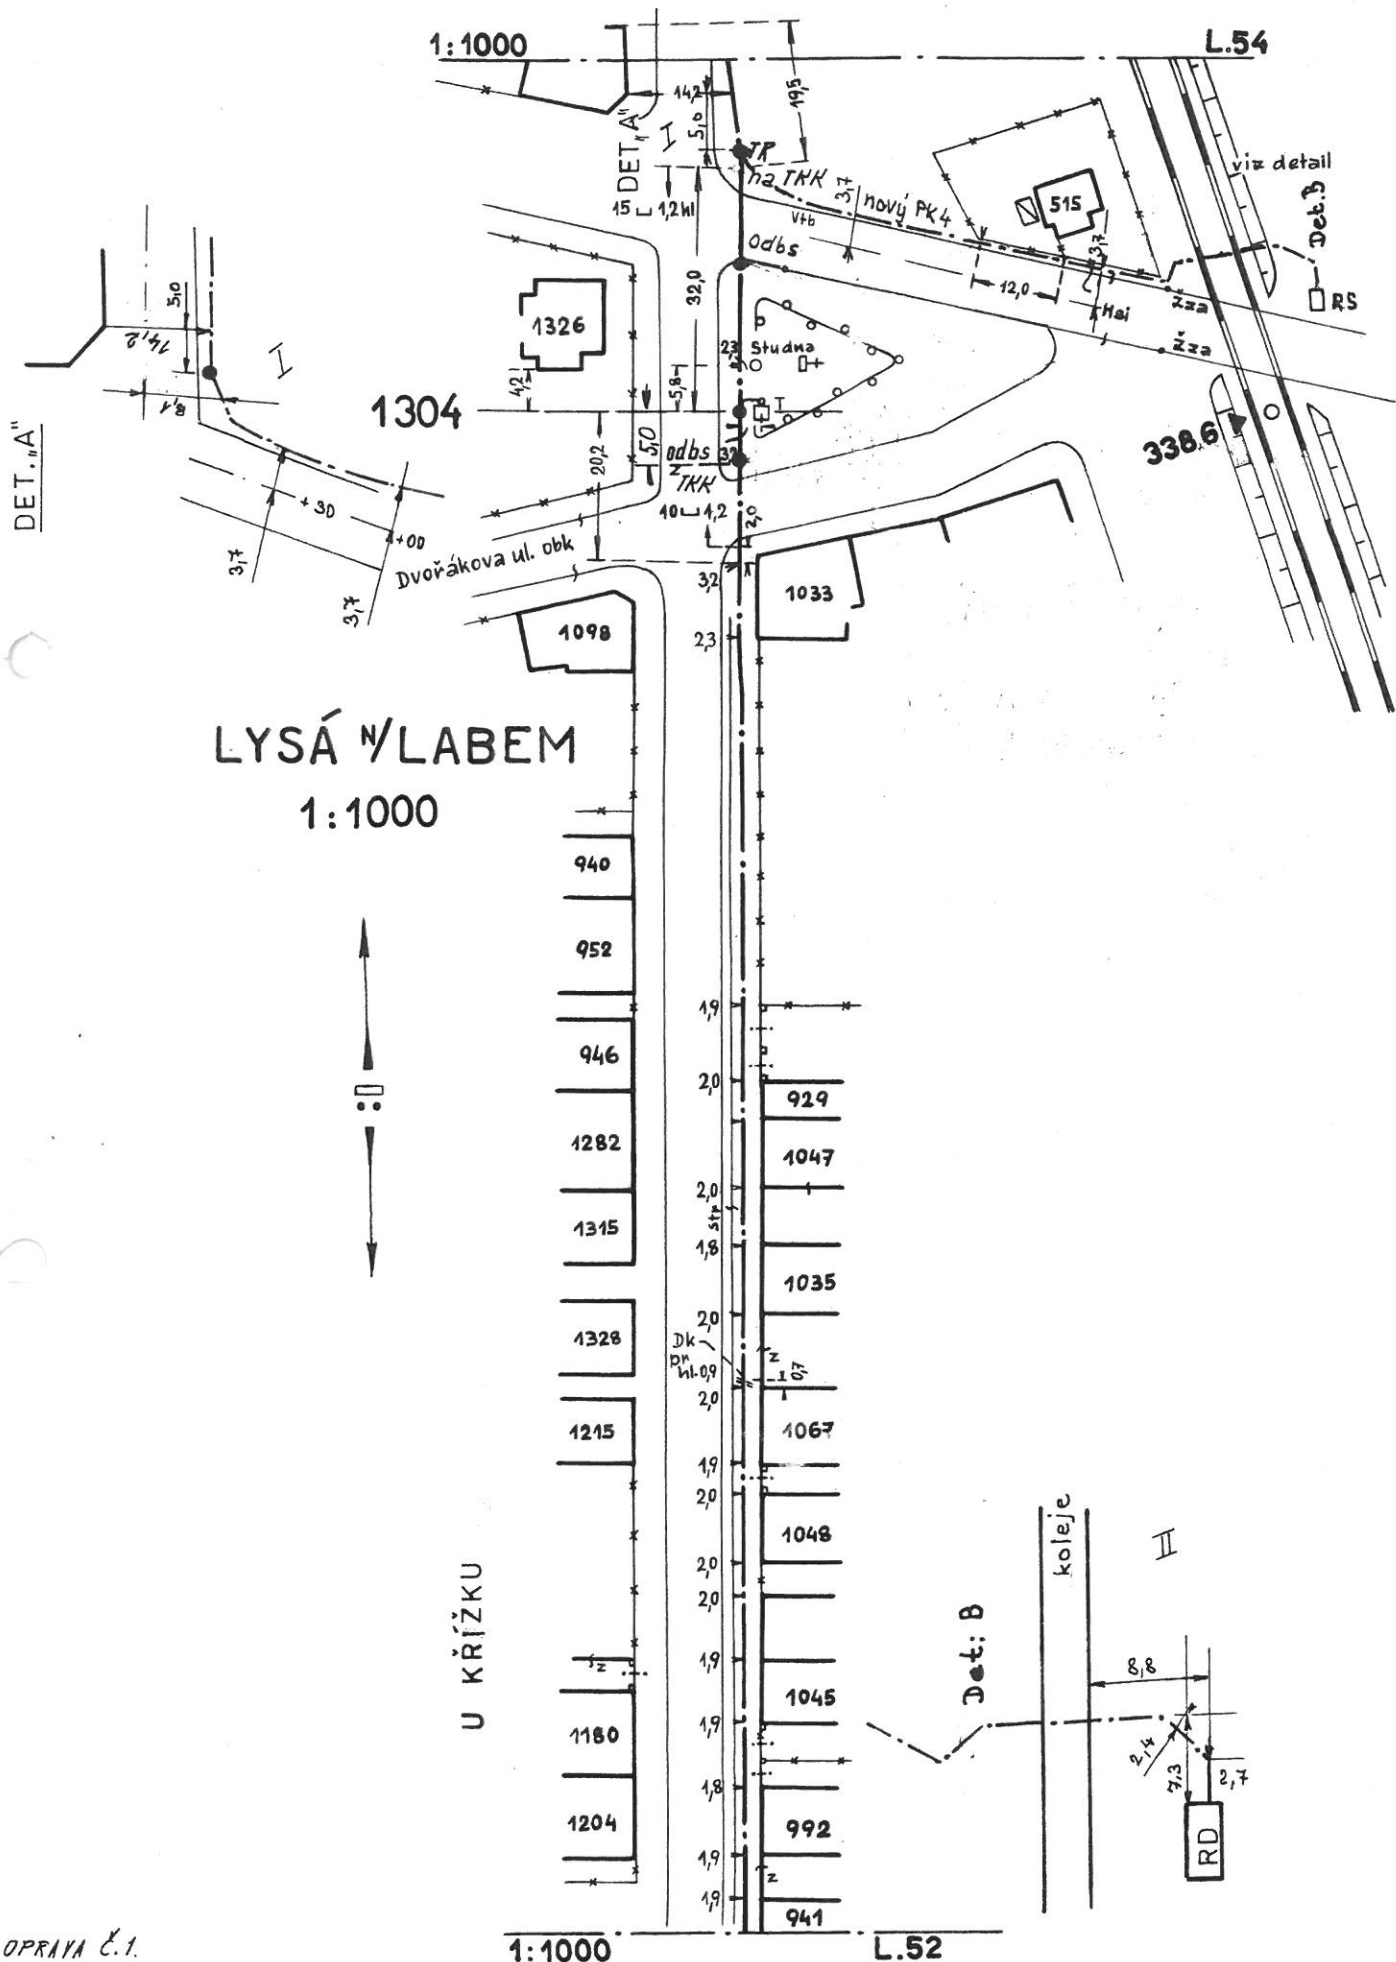 1:1000
L.54
14,2
5,0
19,5
DET„A"
I
TR
na TKK
15 1,2 hl
3,7
nový PK4
Vtb
515
viz detail
Det.B
Odbs
3,7
12,0
Hsi
žza
RS
žza
32,0
5,0
14,2
8,1
I
1326
2,3
Studna
4,2
5,8
1304
338.6
DET.„A"
20,2
5,0
odbs
z
TKK
10 1,2
2,0
+30
+00
3,7
3,7
Dvořákova ul. obk
3,2
1033
1098
2,3
LYSÁ N/LABEM
1:1000
940
952
1,9
946
2,0
929
1282
1047
2,0
str
1315
1,8
1035
2,0
1328
Dk
pr
hl.0,9
z
0,7
2,0
1215
1067
1,9
2,0
1048
2,0
2,0
koleje
II
U KŘÍŽKU
Det: B
z
1,9
8,8
1045
1,9
1180
2,4
7,3
2,7
1,8
1204
992
RD
1,9
z
1,9
941
OPRAVA Č.1.
1:1000
L.52